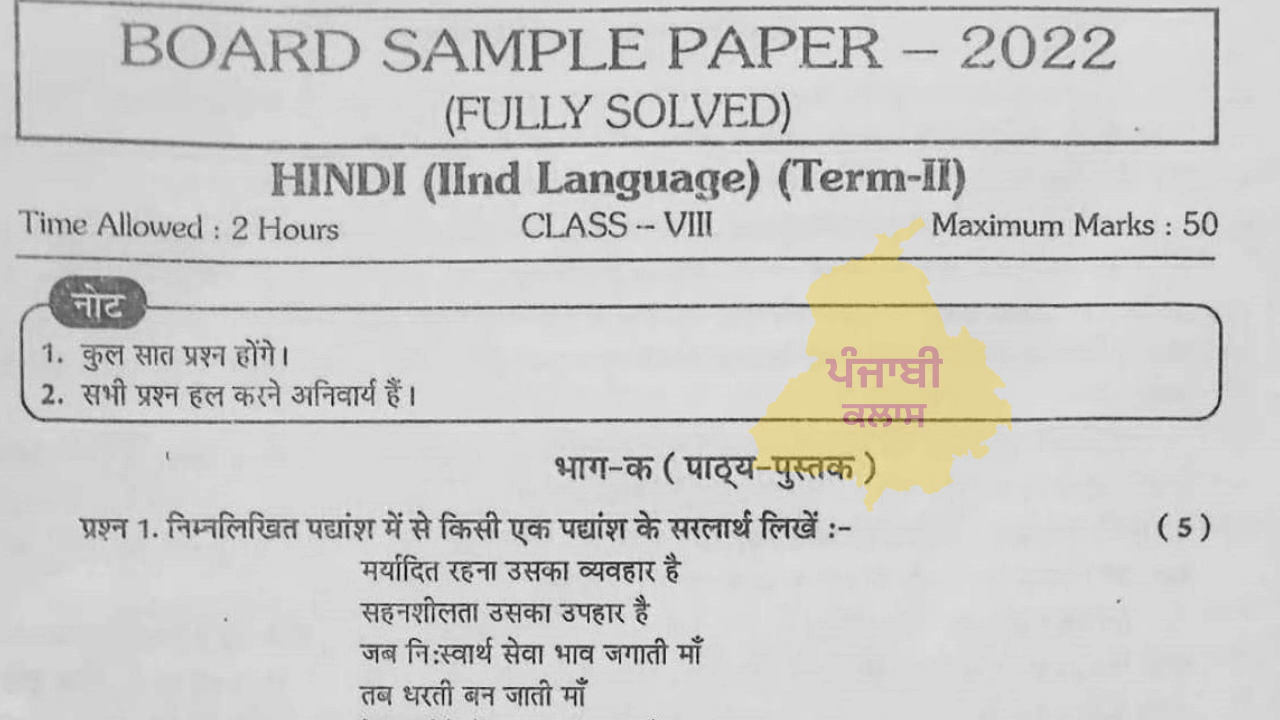 BOARD SAMPLE PAPER – 2022
(FULLY SOLVED)
HINDI (IInd Language) (Term-II)
Time Allowed : 2 Hours CLASS – VIII Maximum Marks : 50
नोट
1. कुल सात प्रश्न होंगे।
2. सभी प्रश्न हल करने अनिवार्य हैं।
ਪੰਜਾਬੀ
ਕਲਾਸ
भाग-क ( पाठ्य-पुस्तक )
प्रश्न 1. निम्नलिखित पद्यांश में से किसी एक पद्यांश के सरलार्थ लिखें :- ( 5 )
मर्यादित रहना उसका व्यवहार है
सहनशीलता उसका उपहार है
जब नि:स्वार्थ सेवा भाव जगाती माँ
तब धरती बन जाती माँ